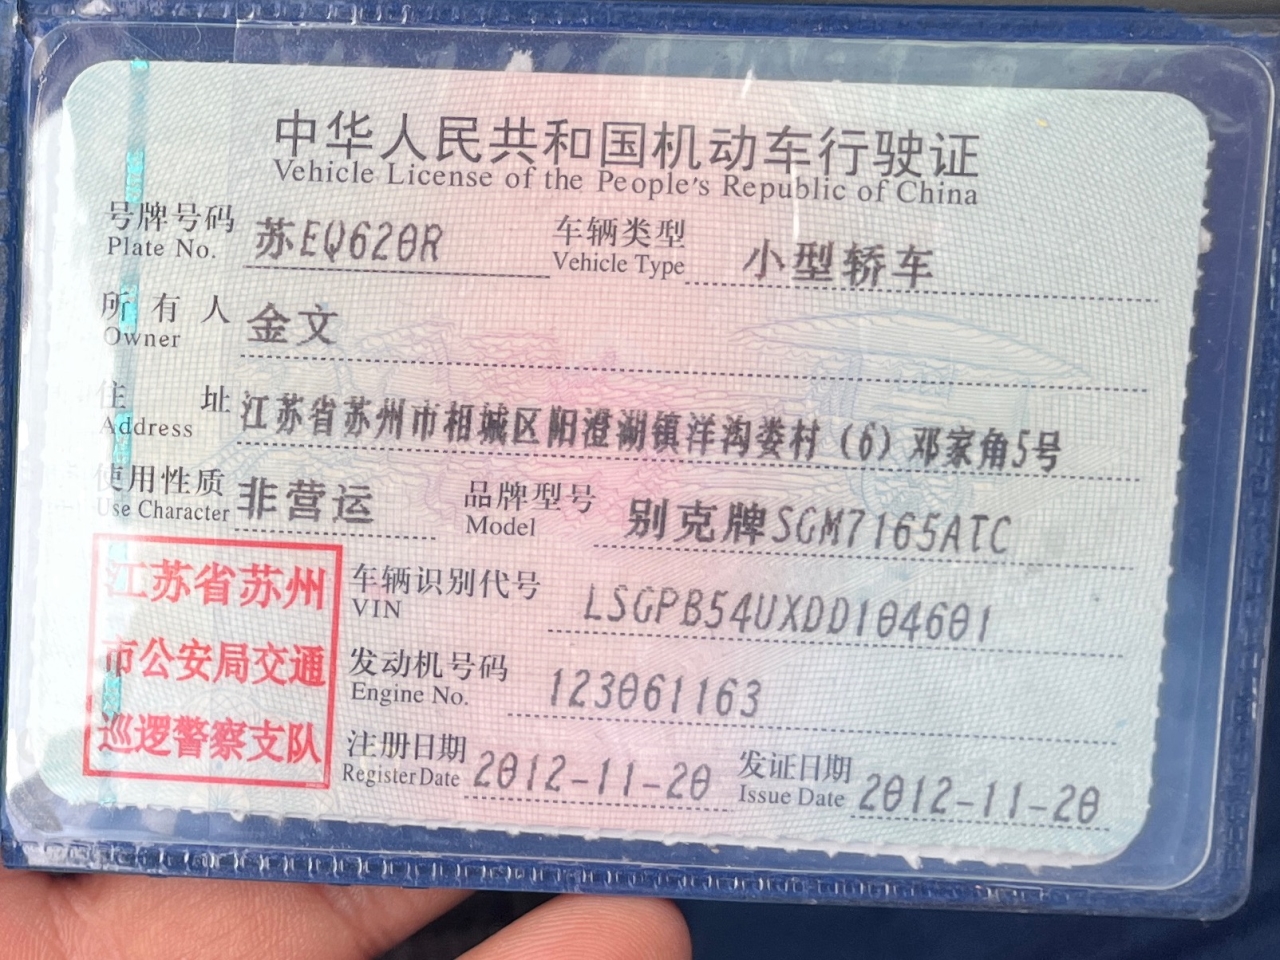 中华人民共和国机动车行驶证
Vehicle License of the People's Republic of China
号牌号码 苏EQ620R 车辆类型 小型轿车
Plate No. Vehicle Type
所有人 金文
Owner
住址 江苏省苏州市相城区阳澄湖镇洋沟娄村（6）邓家角5号
Address
使用性质 非营运 品牌型号 别克牌SGM7165ATC
Use Character Model
江苏省苏州
市公安局交通
巡逻警察支队
车辆识别代号 LSGPB54UXDD104601
VIN
发动机号码 123061163
Engine No.
注册日期 2012-11-20 发证日期 2012-11-20
Register Date Issue Date